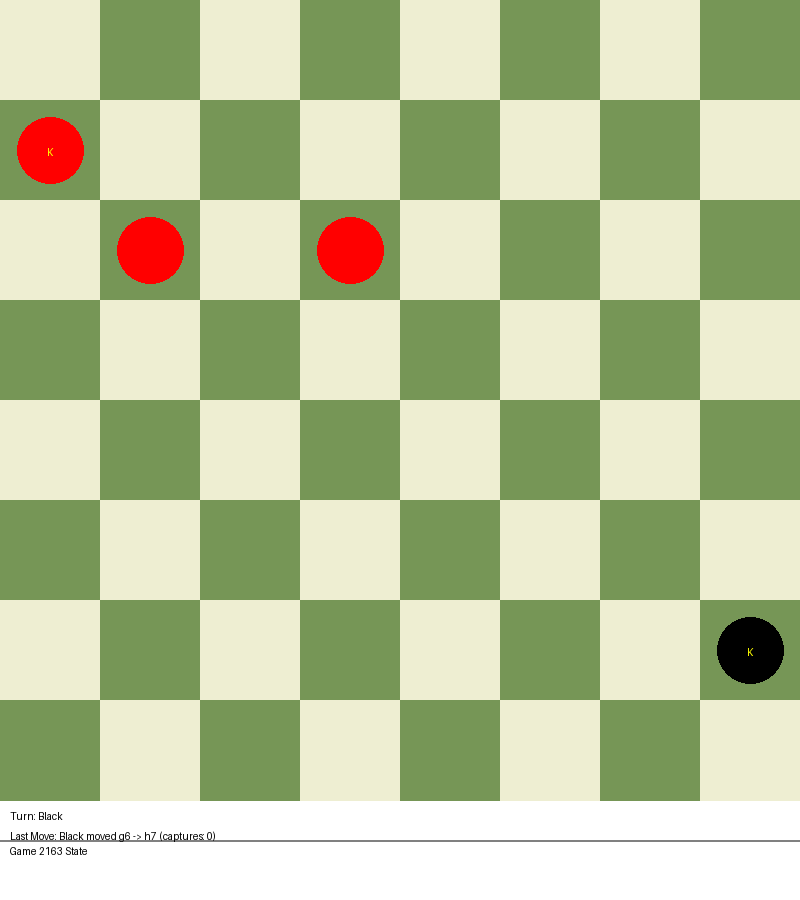 K
K
Turn: Black
Last Move: Black moved g6 -> h7 (captures: 0)
Game 2163 State